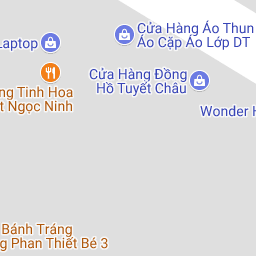 Cửa Hàng Áo Thun
Áo Cặp Áo Lớp DT
Laptop
Cửa Hàng Đồng
Hồ Tuyết Châu
ng Tinh Hoa
t Ngọc Ninh
Wonder H
Bánh Tráng
g Phan Thiết Bé 3